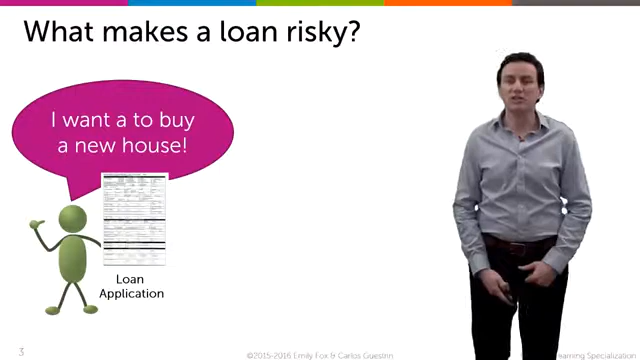 What makes a loan risky?
I want a to buy
a new house!
Loan
Application
3
©2015-2016 Emily Fox & Carlos Guestrin
earning Specialization